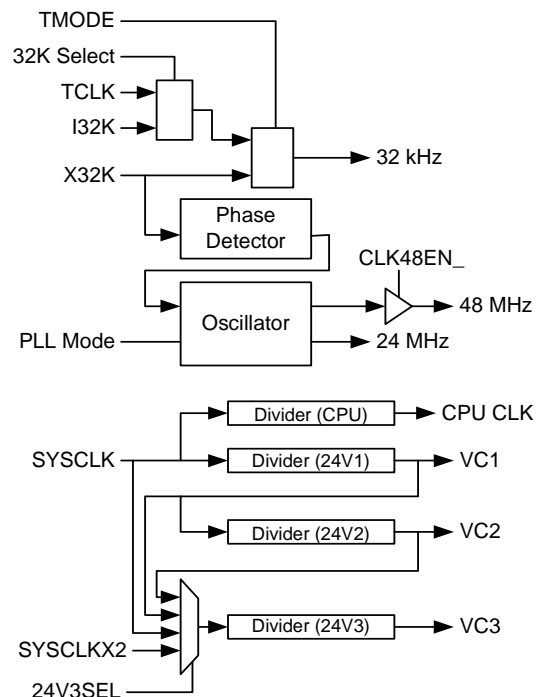 TMODE
32K Select
TCLK
I32K
32 kHz
X32K
Phase
Detector
CLK48EN_
48 MHz
Oscillator
PLL Mode
24 MHz
Divider (CPU)
CPU CLK
SYSCLK
Divider (24V1)
VC1
Divider (24V2)
VC2
Divider (24V3)
VC3
SYSCLKX2
24V3SEL